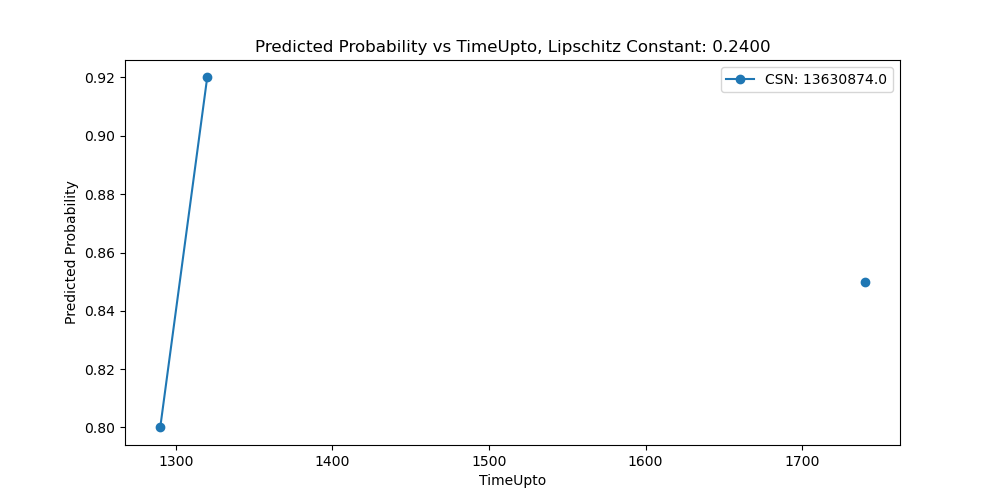 Predicted Probability vs TimeUpto, Lipschitz Constant: 0.2400
CSN: 13630874.0
Predicted Probability
0.92
0.90
0.88
0.86
0.84
0.82
0.80
1300 1400 1500 1600 1700
TimeUpto